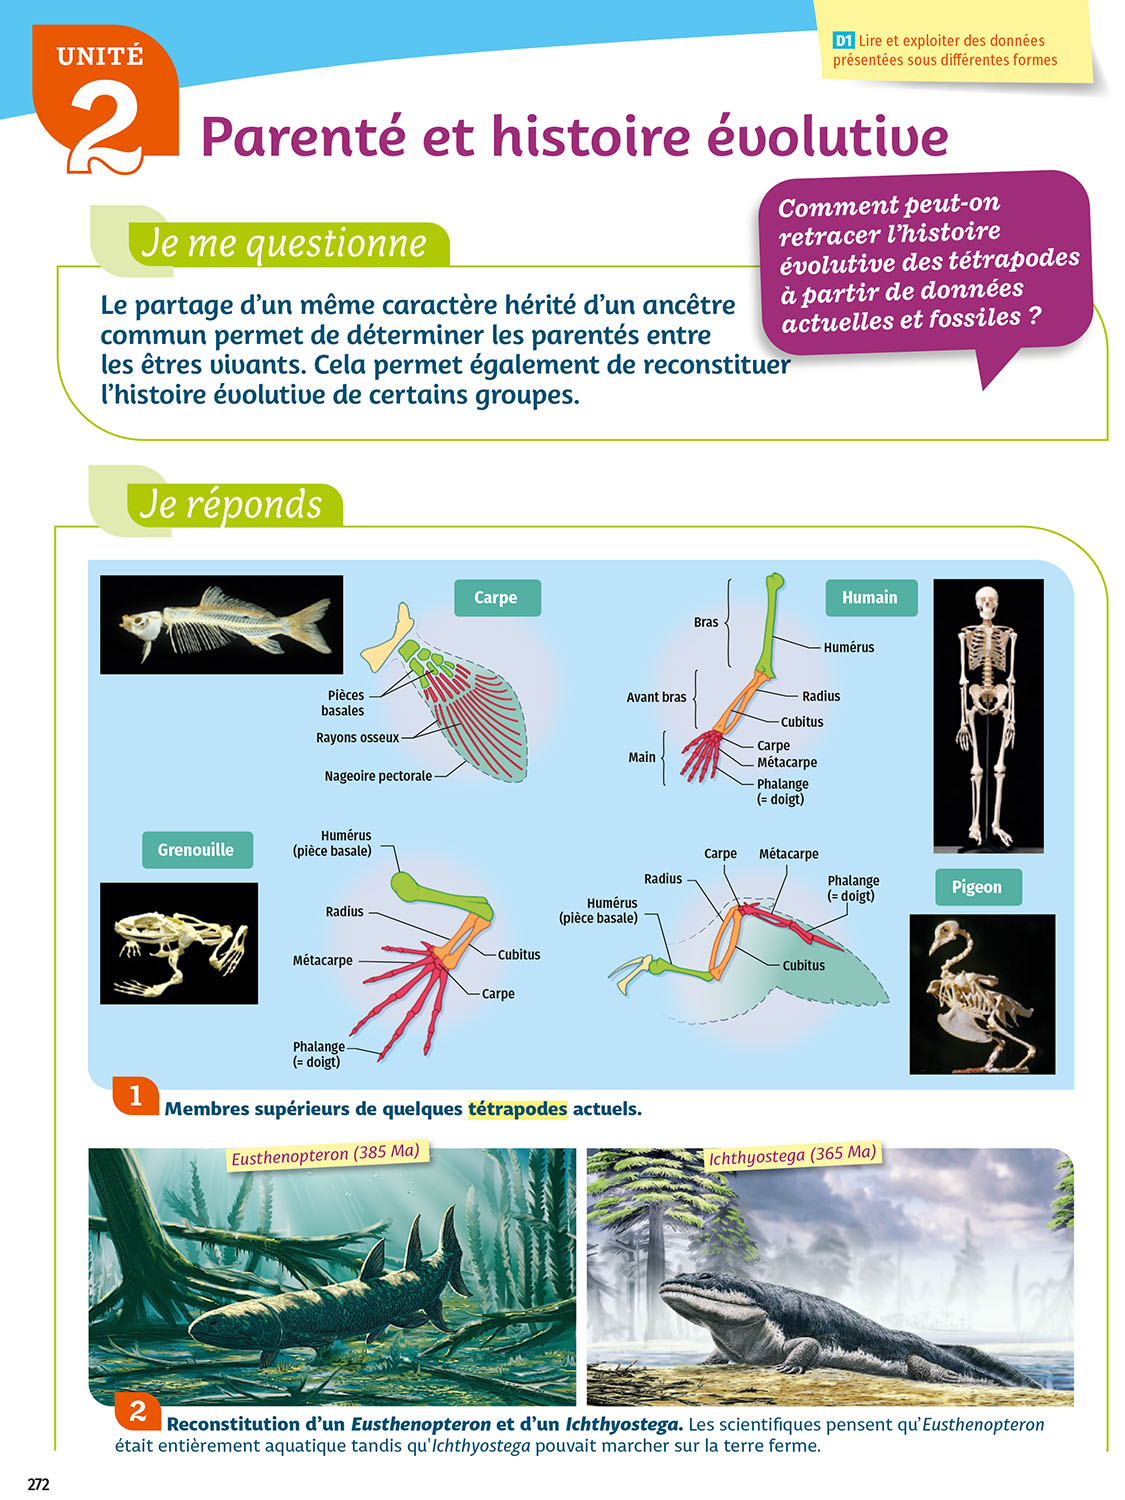 UNITÉ
2
D1 Lire et exploiter des données
présentées sous différentes formes
Parenté et histoire évolutive
Je me questionne
Comment peut-on
retracer l'histoire
évolutive des tétrapodes
à partir de données
actuelles et fossiles ?
Le partage d'un même caractère hérité d'un ancêtre
commun permet de déterminer les parentés entre
les êtres vivants. Cela permet également de reconstituer
l'histoire évolutive de certains groupes.
Je réponds
Carpe
Pièces
basales
Rayons osseux
Nageoire pectorale
Humain
Bras
Humérus
Avant bras
Radius
Cubitus
Main
Carpe
Métacarpe
Phalange
(= doigt)
Grenouille
Humérus
(pièce basale)
Radius
Cubitus
Métacarpe
Carpe
Phalange
(= doigt)
Pigeon
Carpe
Métacarpe
Radius
Phalange
(= doigt)
Humérus
(pièce basale)
Cubitus
1
Membres supérieurs de quelques tétrapodes actuels.
Eusthenopteron (385 Ma)
Ichthyostega (365 Ma)
2
Reconstitution d'un Eusthenopteron et d'un Ichthyostega. Les scientifiques pensent qu'Eusthenopteron
était entièrement aquatique tandis qu'Ichthyostega pouvait marcher sur la terre ferme.
272